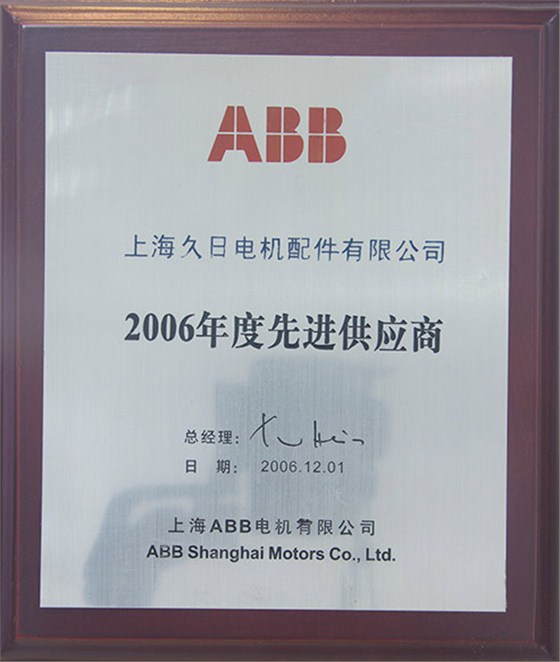 ABB
上海久日电机配件有限公司
2006年度先进供应商
总经理:
日 期: 2006.12.01
上海ABB电机有限公司
ABB Shanghai Motors Co., Ltd.